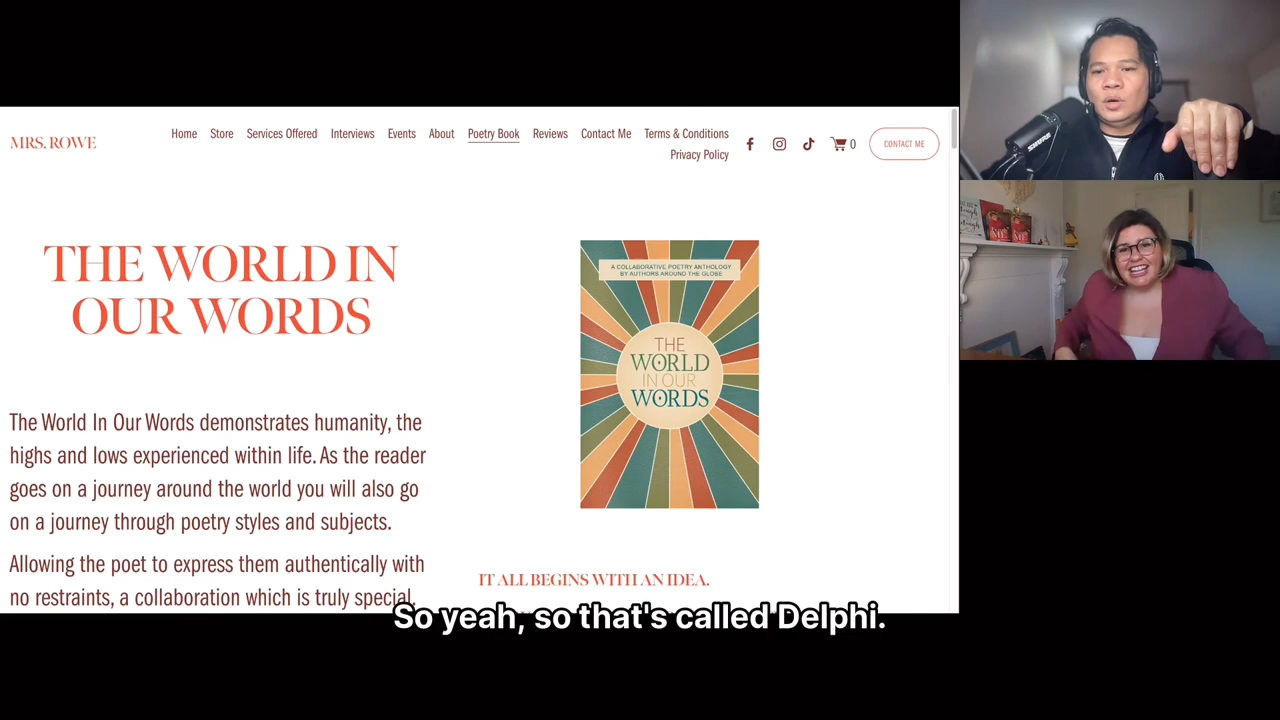 MRS. ROWE
Home Store Services Offered Interviews Events About Poetry Book Reviews Contact Me Terms & Conditions
Privacy Policy
0
CONTACT ME
THE WORLD IN
OUR WORDS
The World In Our Words demonstrates humanity, the
highs and lows experienced within life. As the reader
goes on a journey around the world you will also go
on a journey through poetry styles and subjects.
Allowing the poet to express them authentically with
no restraints, a collaboration which is truly special.
A COLLABORATIVE POETRY ANTHOLOGY
BY AUTHORS AROUND THE GLOBE
THE
WORLD
IN OUR
WORDS
IT ALL BEGINS WITH AN IDEA.
So yeah, so that's called Delphi.
SHURE